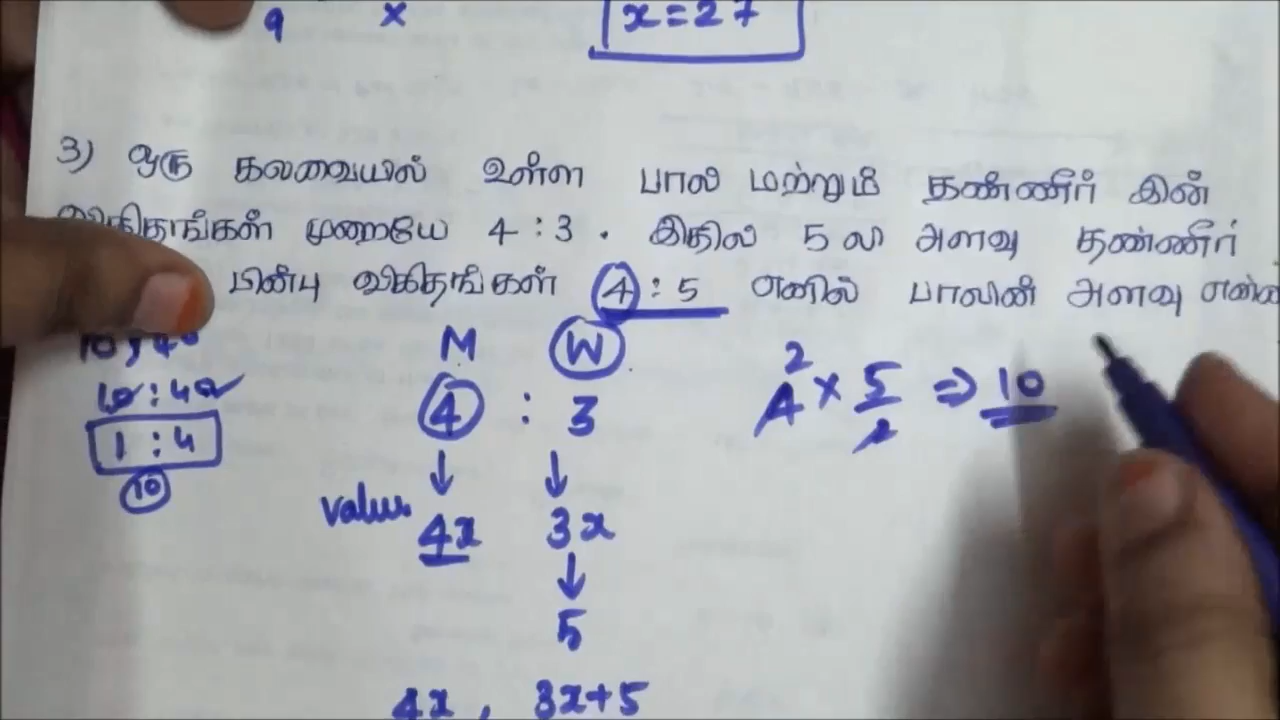 9 x x=27
3) ஒரு கலவையில் உள்ள பால் மற்றும் தண்ணீர் இன்
விகிதங்கள் முறையே 4 : 3 . இதில் 5 லி அளவு தண்ணீர்
பின்பு விகிதங்கள் 4 : 5 எனில் பாலின் அளவு
M W
4 : 3
4 × 5/2 ⇒ 10
2
1 : 4
10
value
4x 3x
5
4x , 3x+5